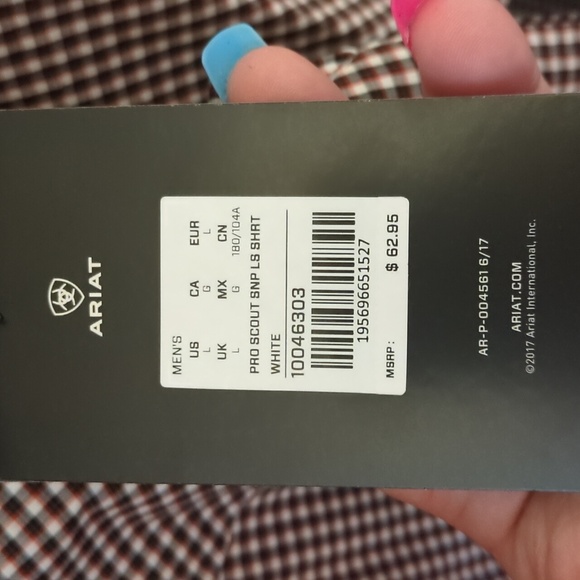 ARIAT
MEN'S
US CA EUR
L G L
UK MX CN
L G 180/104A
PRO SCOUT SNP LS SHRT
WHITE
10046303
195696651527
MSRP: $ 62.95
AR-P-004561 6/17
ARIAT.COM
©2017 Ariat International, Inc.